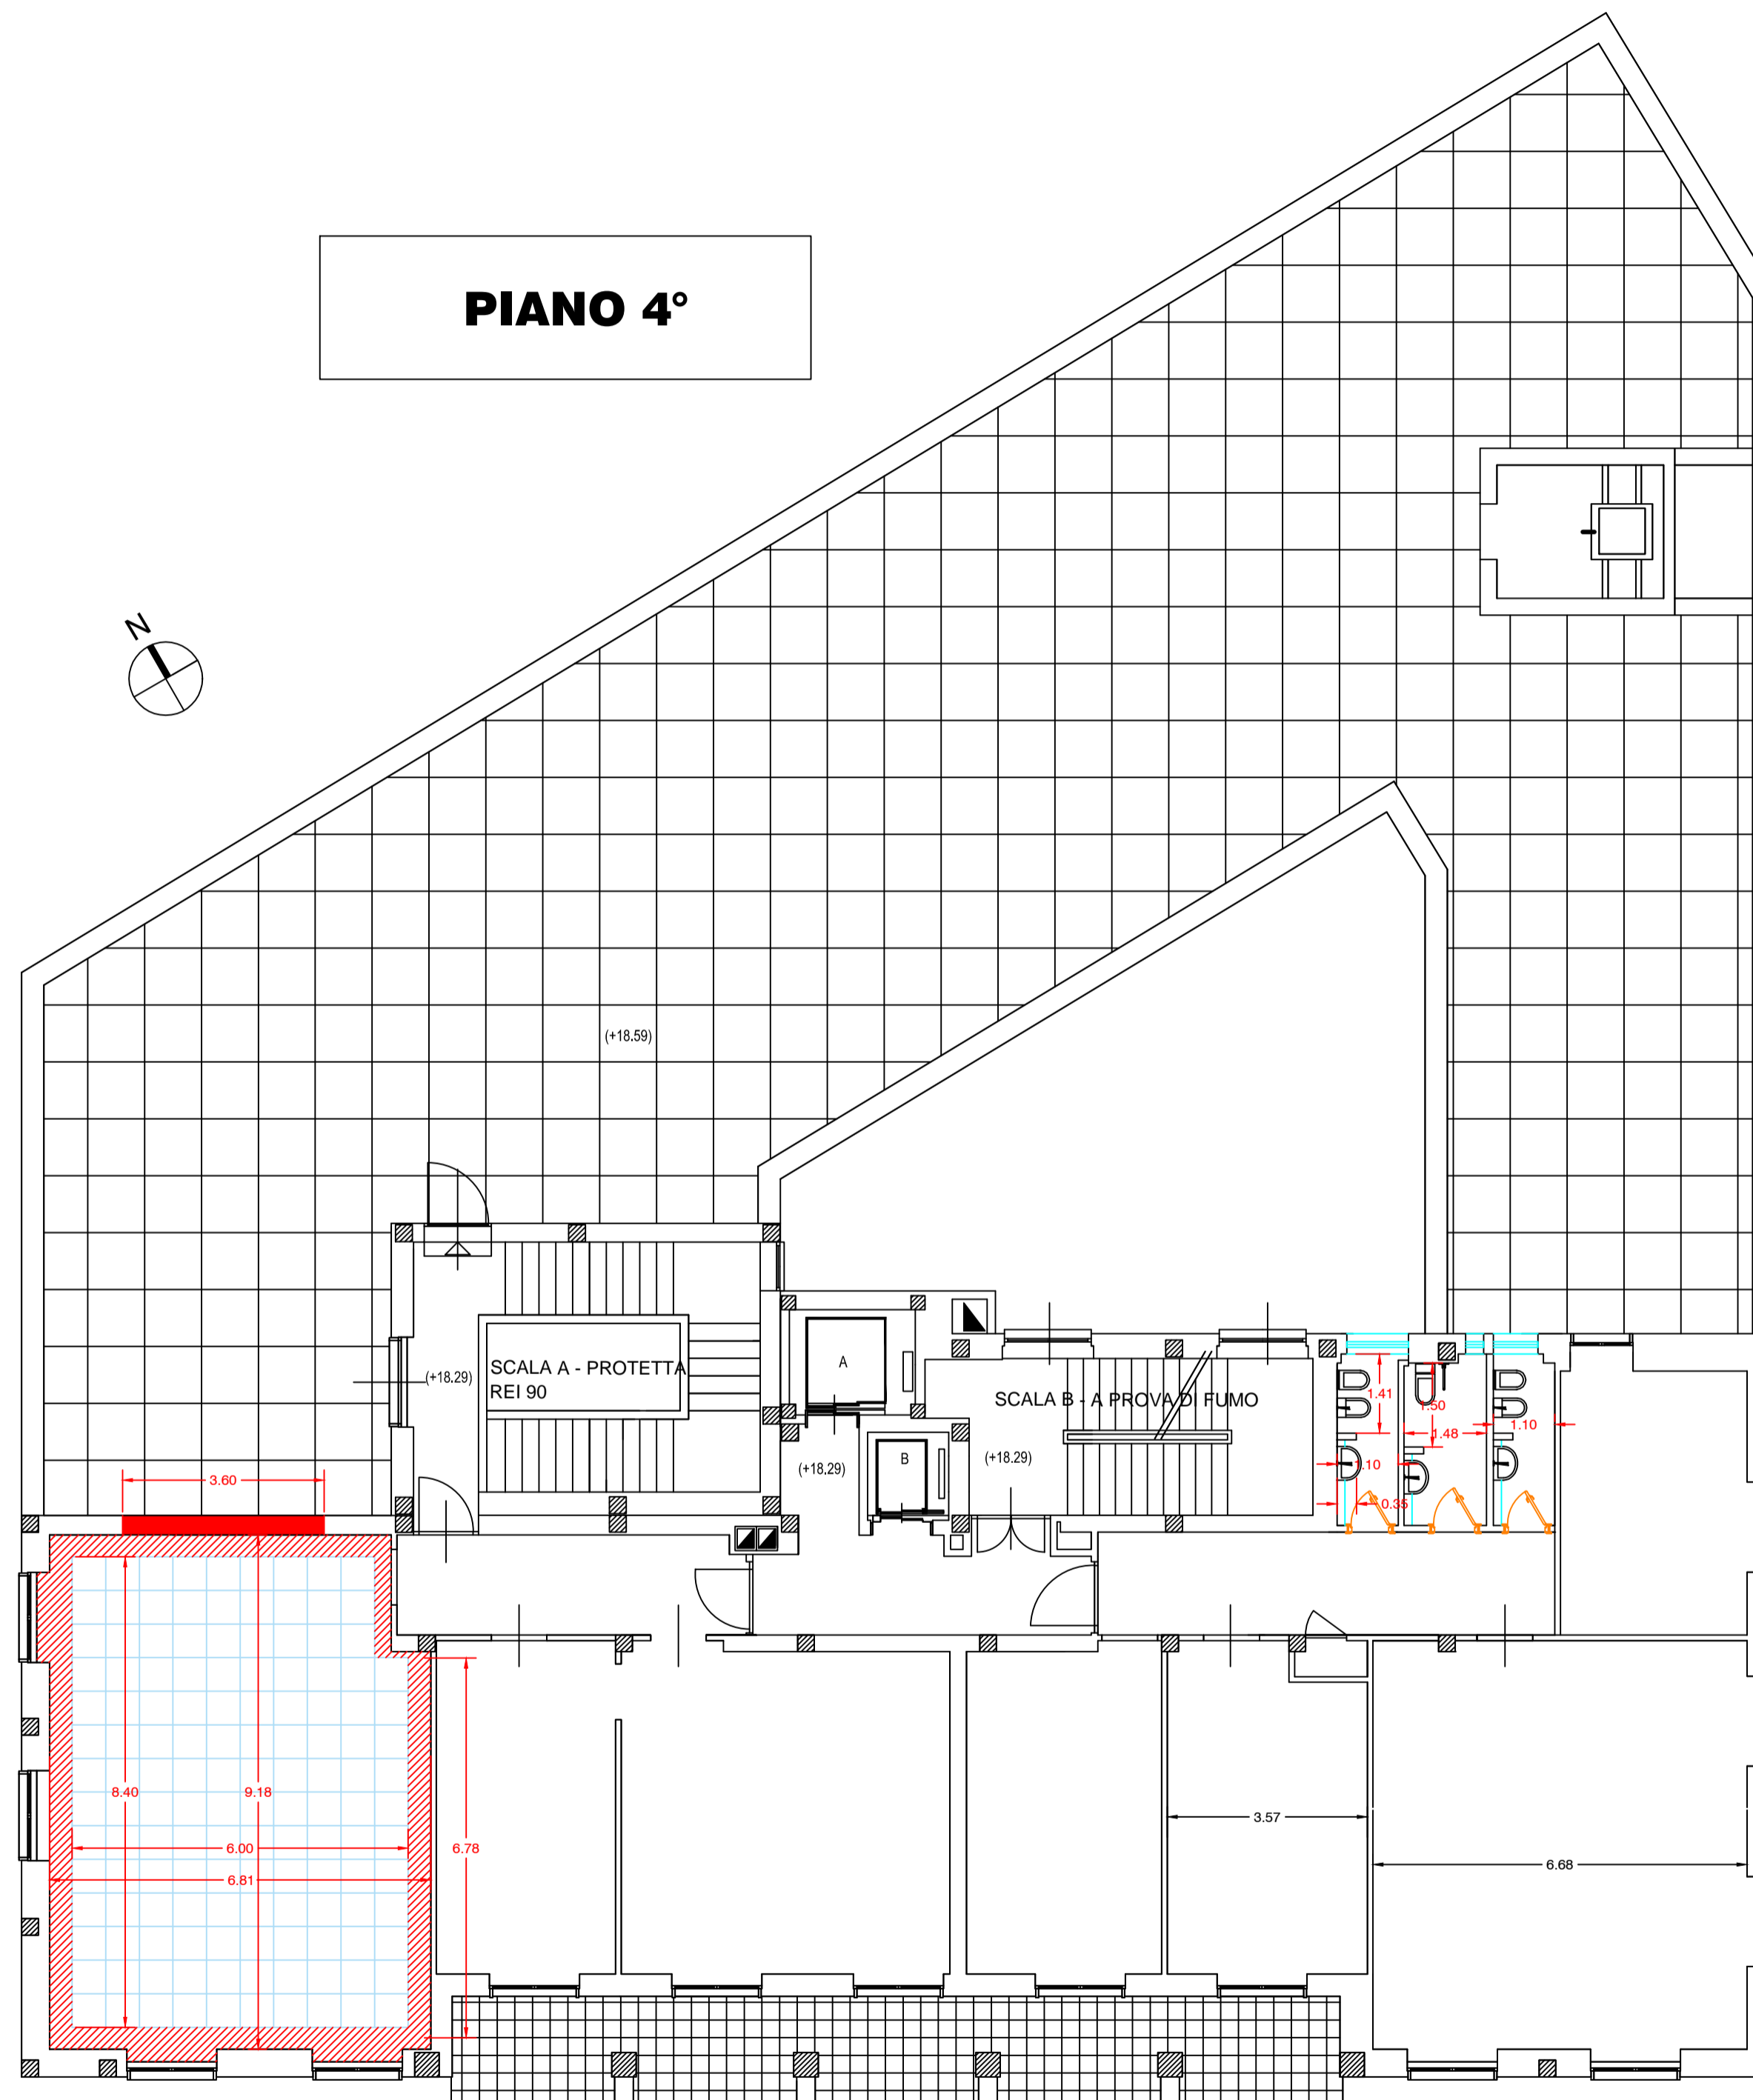 PIANO 4°
N
(+18.59)
(+18.29)
SCALA A - PROTETTA
REI 90
A
SCALA B - A PROVA DI FUMO
B
(+18.29)
(+18.29)
1.41
1.50
1.48
1.10
1.10
0.35
3.60
8.40
9.18
6.00
6.81
6.78
3.57
6.68